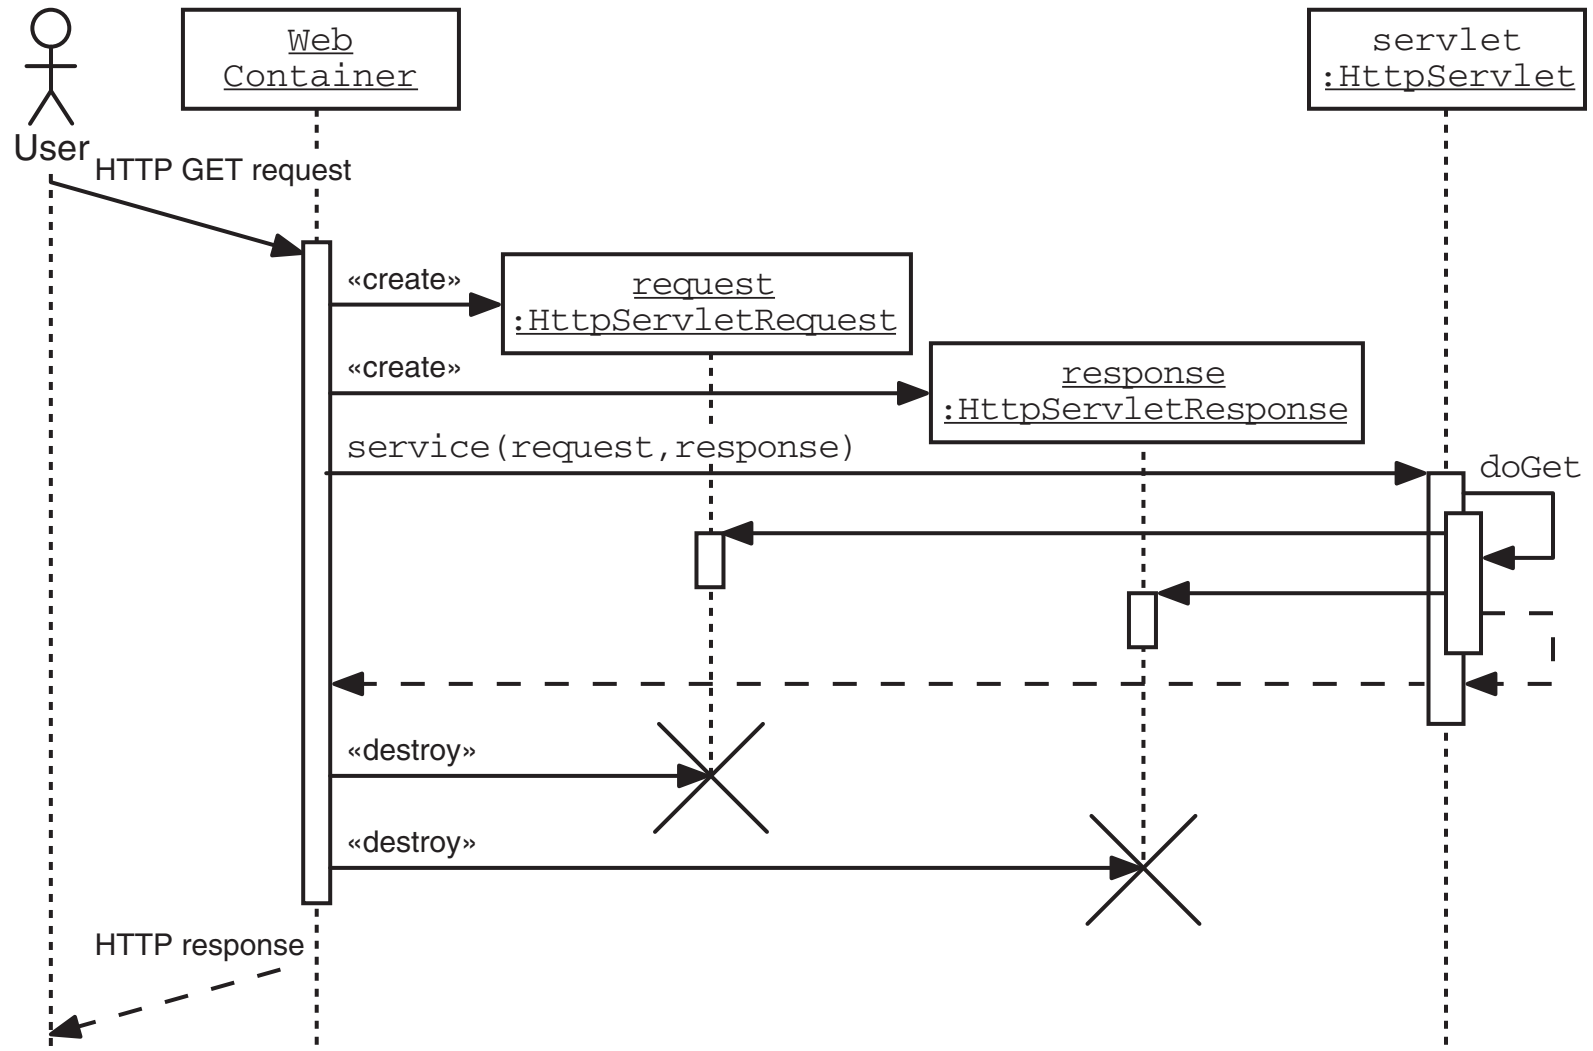 Web
Container
servlet
:HttpServlet
User
HTTP GET request
«create»
request
:HttpServletRequest
«create»
response
:HttpServletResponse
service(request,response)
doGet
«destroy»
«destroy»
HTTP response